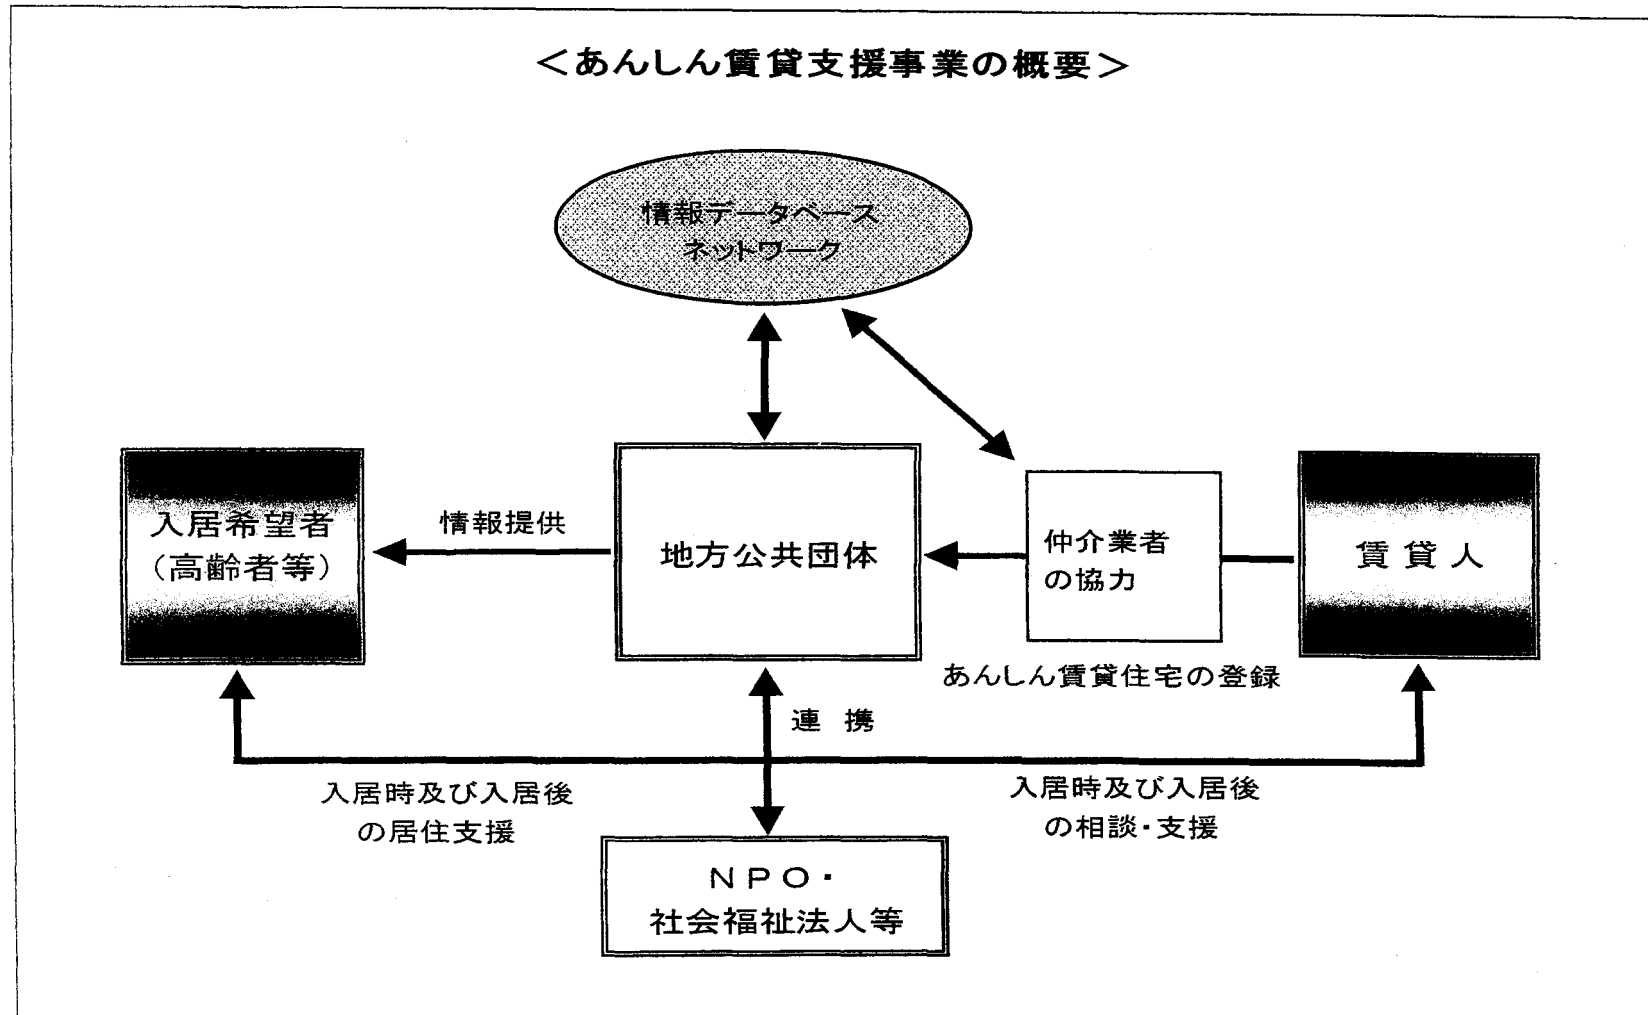 ＜あんしん賃貸支援事業の概要＞
情報データベース
ネットワーク
入居希望者
（高齢者等）
情報提供
地方公共団体
仲介業者
の協力
賃貸人
あんしん賃貸住宅の登録
連 携
入居時及び入居後
の居住支援
入居時及び入居後
の相談・支援
NPO・
社会福祉法人等